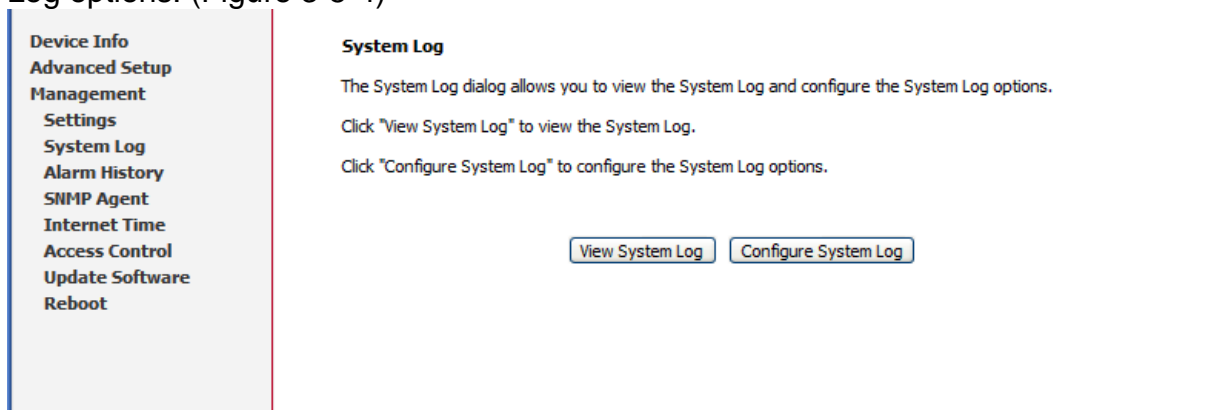 Log options. (Figure 3-3-4)
Device Info
Advanced Setup
Management
Settings
System Log
Alarm History
SNMP Agent
Internet Time
Access Control
Update Software
Reboot
System Log
The System Log dialog allows you to view the System Log and configure the System Log options.
Click "View System Log" to view the System Log.
Click "Configure System Log" to configure the System Log options.
View System Log Configure System Log